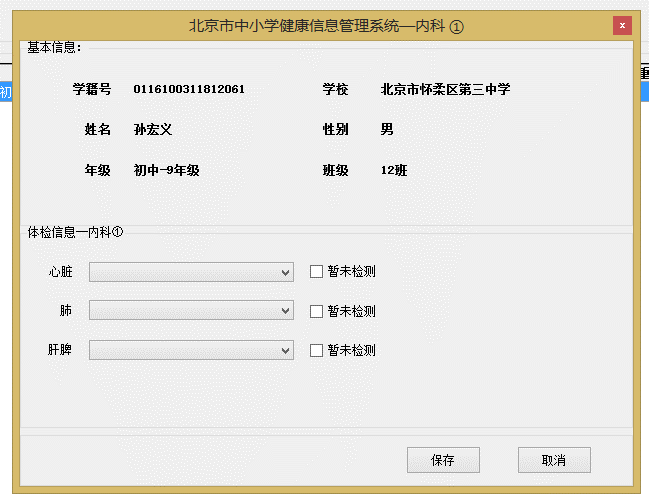 北京市中小学健康信息管理系统—内科 ①
x
基本信息：
学籍号 0116100311812061 学校 北京市怀柔区第三中学
姓名 孙宏义 性别 男
年级 初中-9年级 班级 12班
体检信息—内科①
心脏 暂未检测
肺 暂未检测
肝脾 暂未检测
保存 取消
初
重